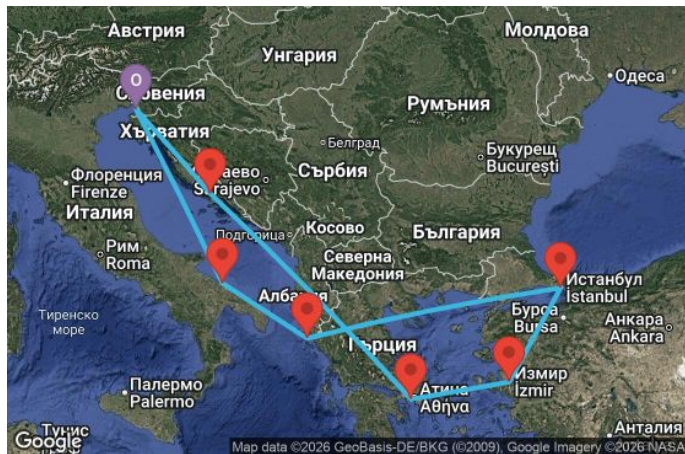 Австрия
Молдова
Унгария
Одеса
O
Словения
Румъния
Хърватия
Белград
Букурещ
București
Флоренция
Firenze
Сърбия
Sarajevo
Италия
Подгорица
Косово
България
Рим
Roma
Северна
Македония
Албания
Истанбул
İstanbul
Тиренско
море
Бурса
Bursa
Анкара
Ankara
Гърция
Палермо
Palermo
Атина
Αθήνα
Измир
İzmir
Тунис
Анталия
Google
Map data ©2026 GeoBasis-DE/BKG (©2009), Google Imagery ©2026 NASA